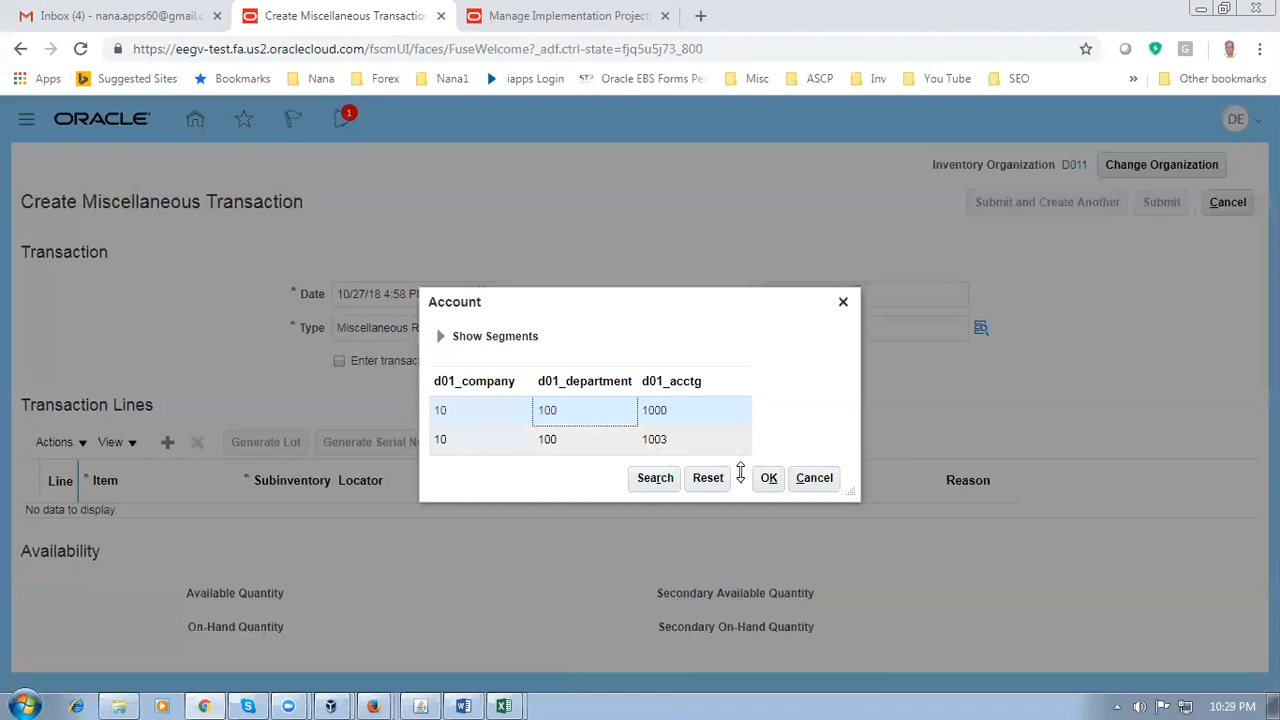 Inbox (4) - nana.apps60@gmail.c
Create Miscellaneous Transactio
Manage Implementation Project
https://eegv-test.fa.us2.oraclecloud.com/fscmUI/faces/FuseWelcome?_adf.ctrl-state=fjq5u5j73_800
Apps
Suggested Sites
Bookmarks
Nana
Forex
Nana1
iapps Login
Oracle EBS Forms Pe
Misc
ASCP
Inv
You Tube
SEO
»
Other bookmarks
ORACLE
1
DE
Inventory Organization D011
Change Organization
Create Miscellaneous Transaction
Submit and Create Another
Submit
Cancel
Transaction
* Date 10/27/18 4:58 P
* Type Miscellaneous R
Enter transac
Account
Show Segments
d01_company d01_department d01_acctg
10 100 1000
10 100 1003
Search
Reset
OK
Cancel
Transaction Lines
Actions
View
Generate Lot
Generate Serial N
Line
* Item
* Subinventory
Locator
Reason
No data to display.
Availability
Available Quantity
Secondary Available Quantity
On-Hand Quantity
Secondary On-Hand Quantity
10:29 PM